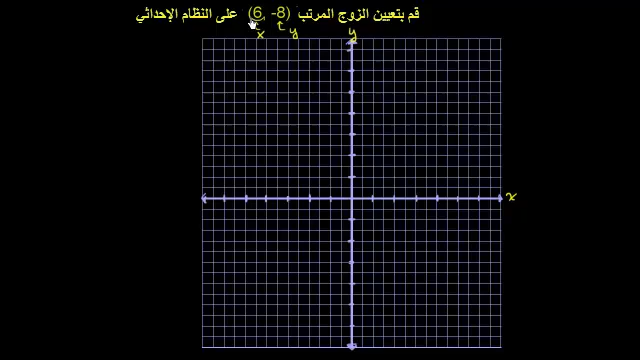 قم بتعيين الزوج المرتب (6, -8) على النظام الإحداثي
x y
y
x